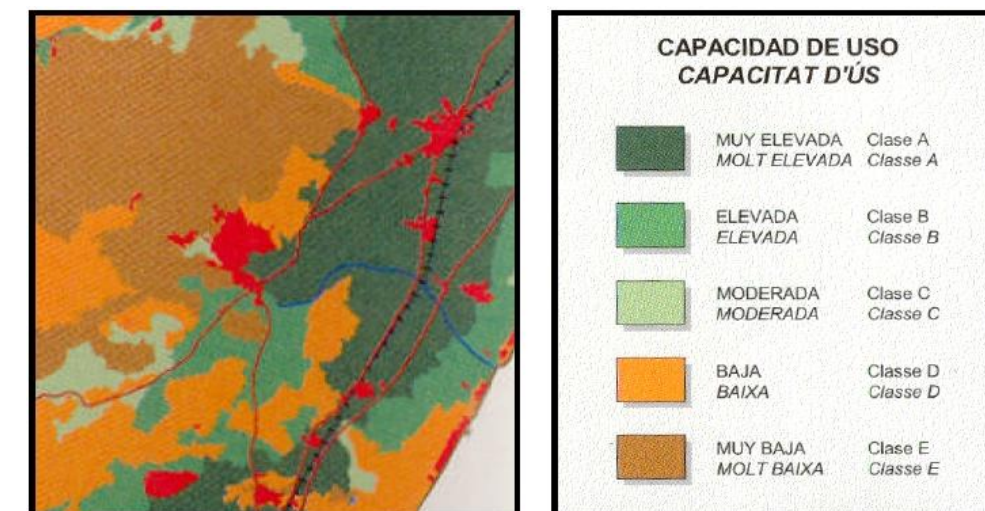 CAPACIDAD DE USO
CAPACITAT D'ÚS
MUY ELEVADA Clase A
MOLT ELEVADA Classe A
ELEVADA Clase B
ELEVADA Classe B
MODERADA Clase C
MODERADA Classe C
BAJA Clase D
BAIXA Classe D
MUY BAJA Clase E
MOLT BAIXA Classe E